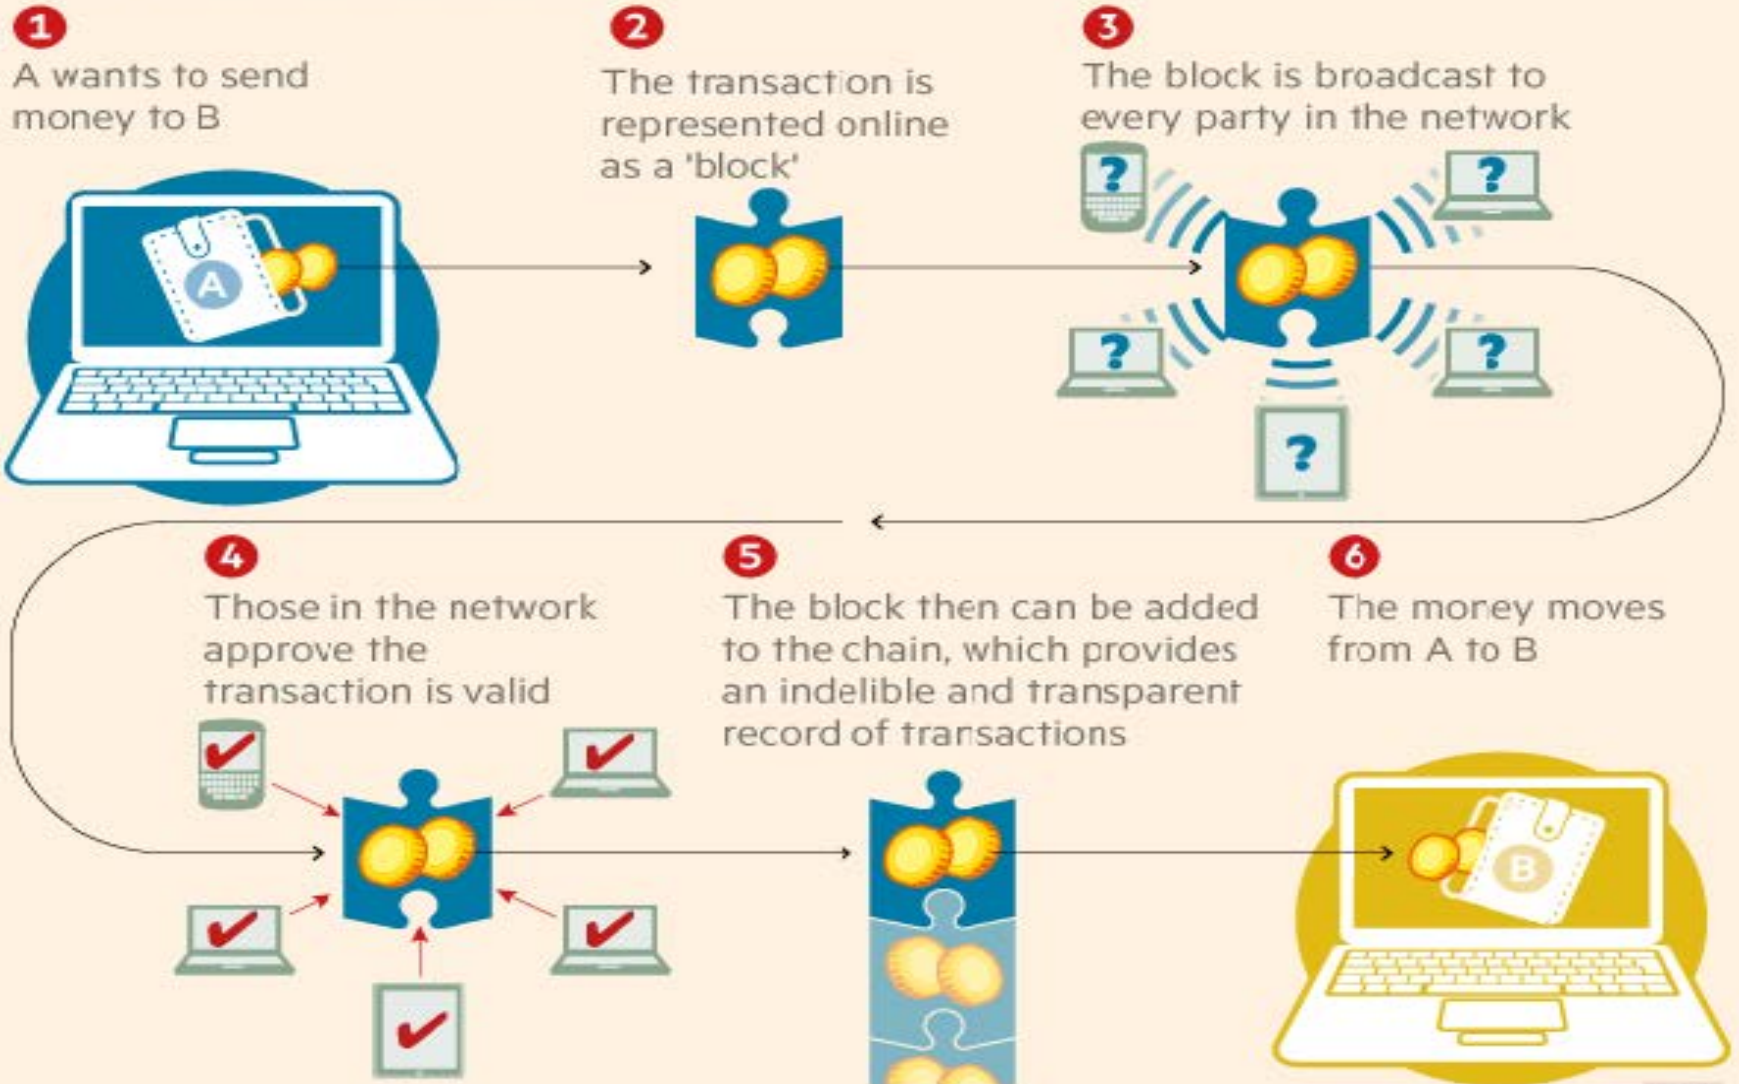 1
A wants to send
money to B
2
The transaction is
represented online
as a 'block'
3
The block is broadcast to
every party in the network
? ?
? ?
?
A
4
Those in the network
approve the
transaction is valid
5
The block then can be added
to the chain, which provides
an indelible and transparent
record of transactions
6
The money moves
from A to B
B